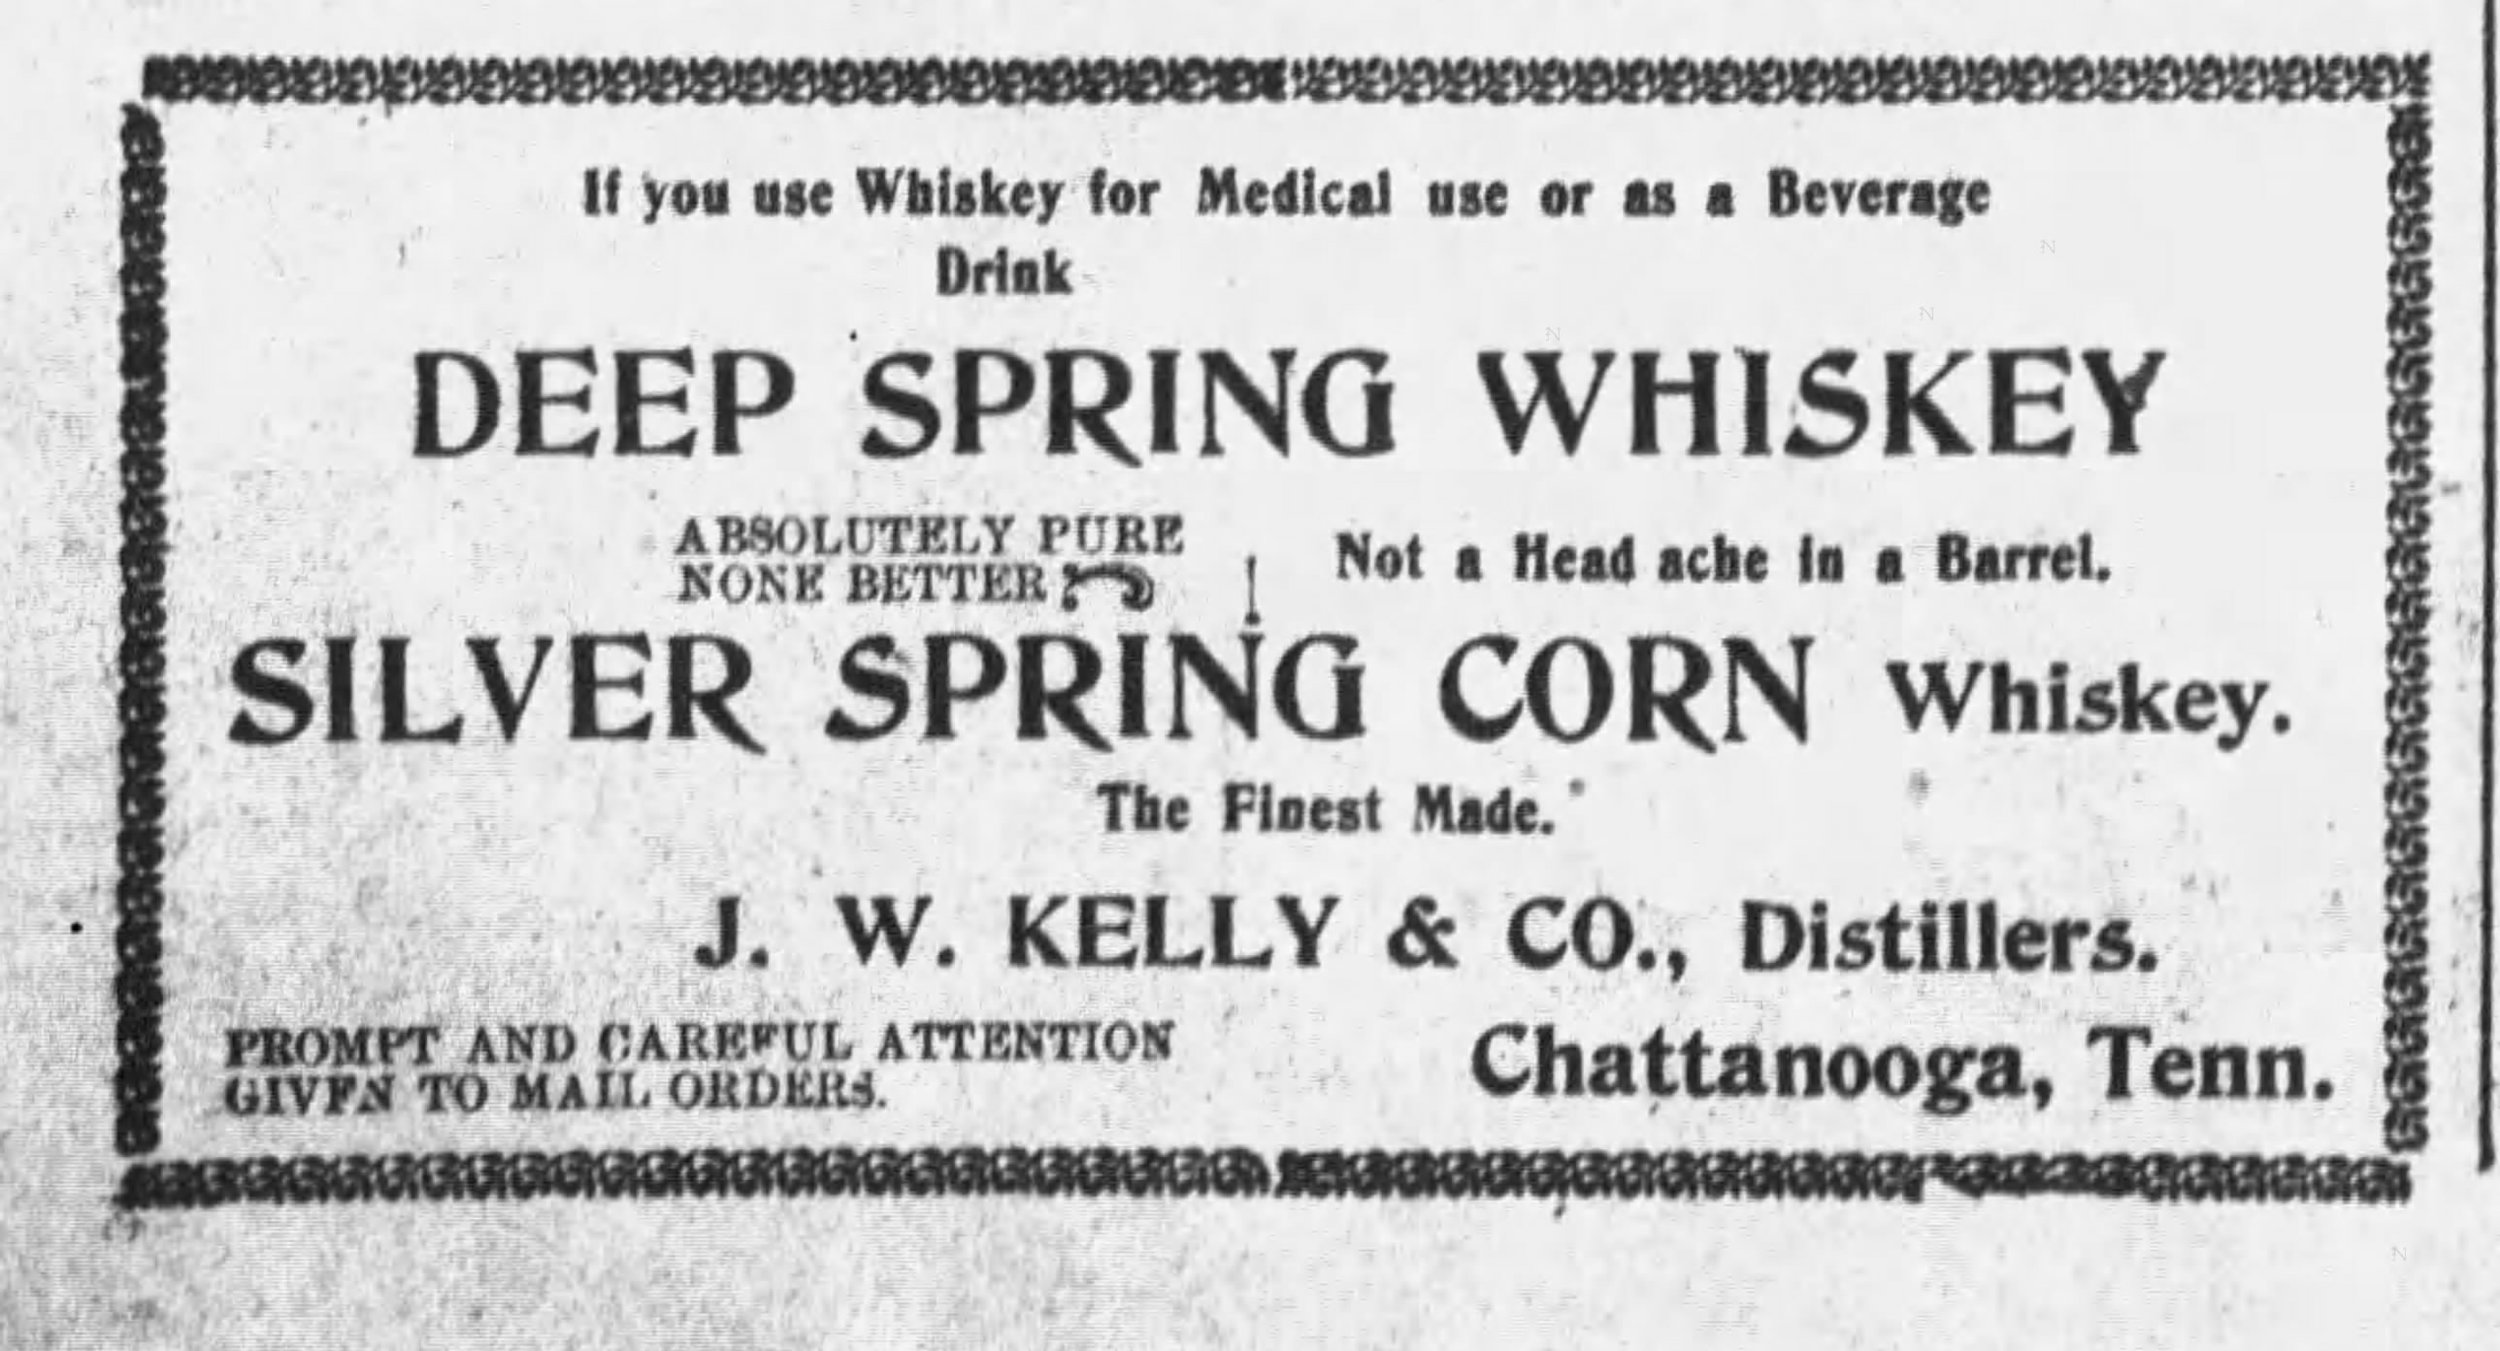 If you use Whiskey for Medical use or as a Beverage
Drink
DEEP SPRING WHISKEY
ABSOLUTELY PURE
NONE BETTER
Not a Head ache in a Barrel.
SILVER SPRING CORN Whiskey.
The Finest Made.
J. W. KELLY & CO., Distillers.
PROMPT AND CAREFUL ATTENTION
GIVEN TO MAIL ORDERS.
Chattanooga, Tenn.